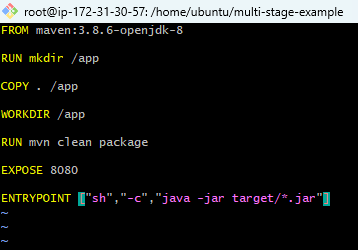 root@ip-172-31-30-57: /home/ubuntu/multi-stage-example
FROM maven:3.8.6-openjdk-8
RUN mkdir /app
COPY . /app
WORKDIR /app
RUN mvn clean package
EXPOSE 8080
ENTRYPOINT ["sh","-c","java -jar target/*.jar"]
~
~
~